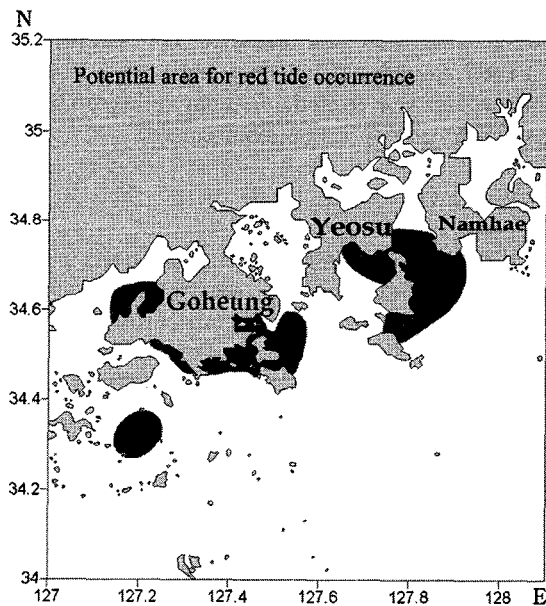 N
35.2
Potential area for red tide occurrence
35
34.8
Yeosu
Namhae
34.6
Goheung
34.4
34.2
34
127
127.2
127.4
127.6
127.8
128
E